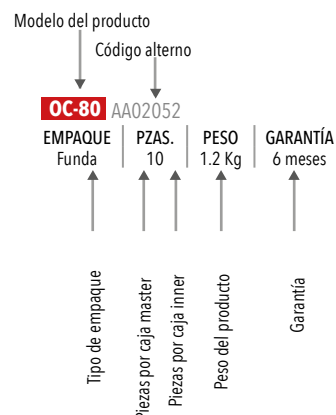 Modelo del producto
Código alterno
OC-80 AA02052
EMPAQUE PZAS. PESO GARANTÍA
Funda 10 1.2 Kg 6 meses
Tipo de empaque
Piezas por caja master
Piezas por caja inner
Peso del producto
Garantía